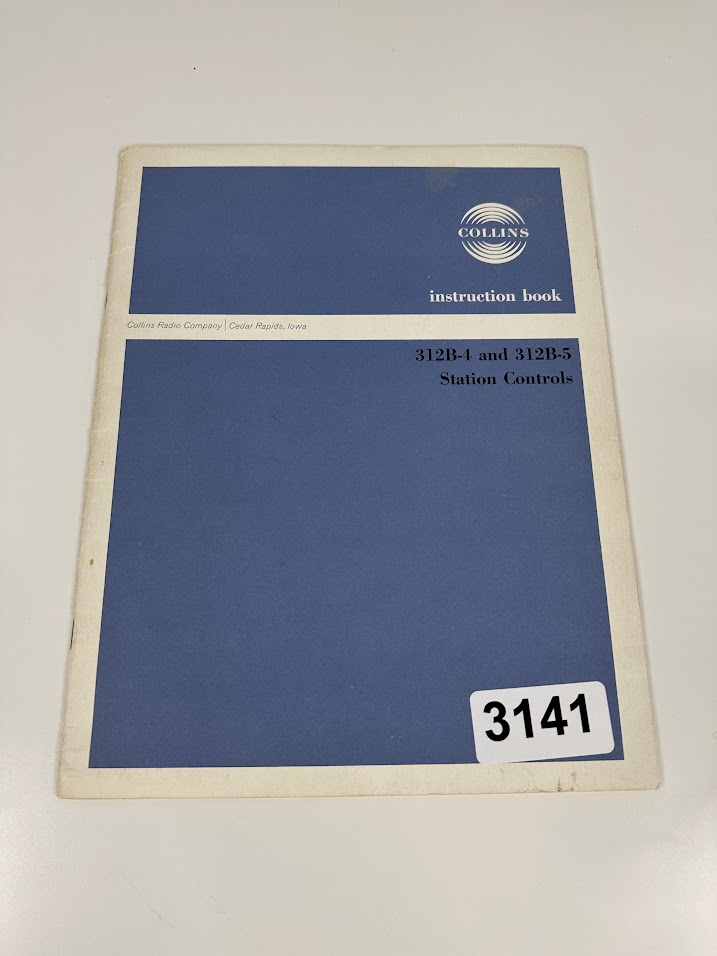 COLLINS
instruction book
Collins Radio Company | Cedar Rapids, Iowa
312B-4 and 312B-5
Station Controls
3141